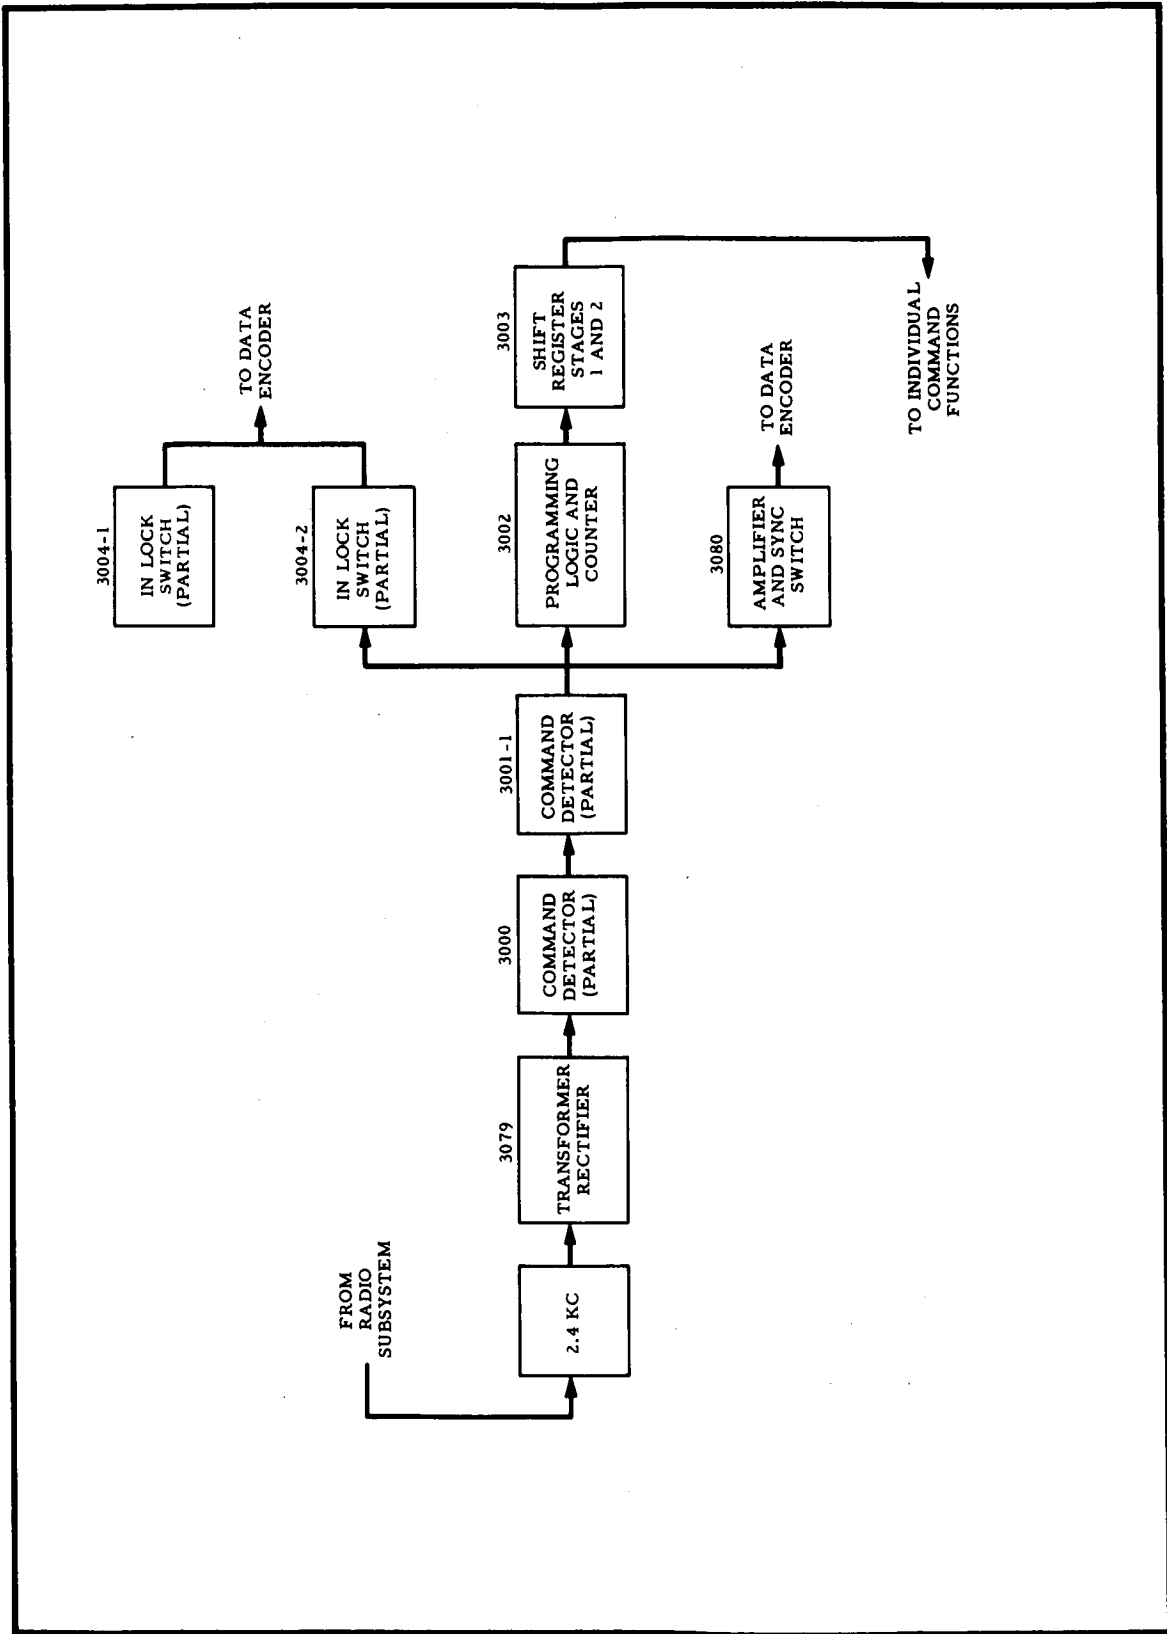 FROM
RADIO
SUBSYSTEM
2.4 KC
3079
TRANSFORMER
RECTIFIER
3000
COMMAND
DETECTOR
(PARTIAL)
3001-1
COMMAND
DETECTOR
(PARTIAL)
3004-1
IN LOCK
SWITCH
(PARTIAL)
3004-2
IN LOCK
SWITCH
(PARTIAL)
TO DATA
ENCODER
3002
PROGRAMMING
LOGIC AND
COUNTER
3003
SHIFT
REGISTER
STAGES
1 AND 2
3080
AMPLIFIER
AND SYNC
SWITCH
TO DATA
ENCODER
TO INDIVIDUAL
COMMAND
FUNCTIONS